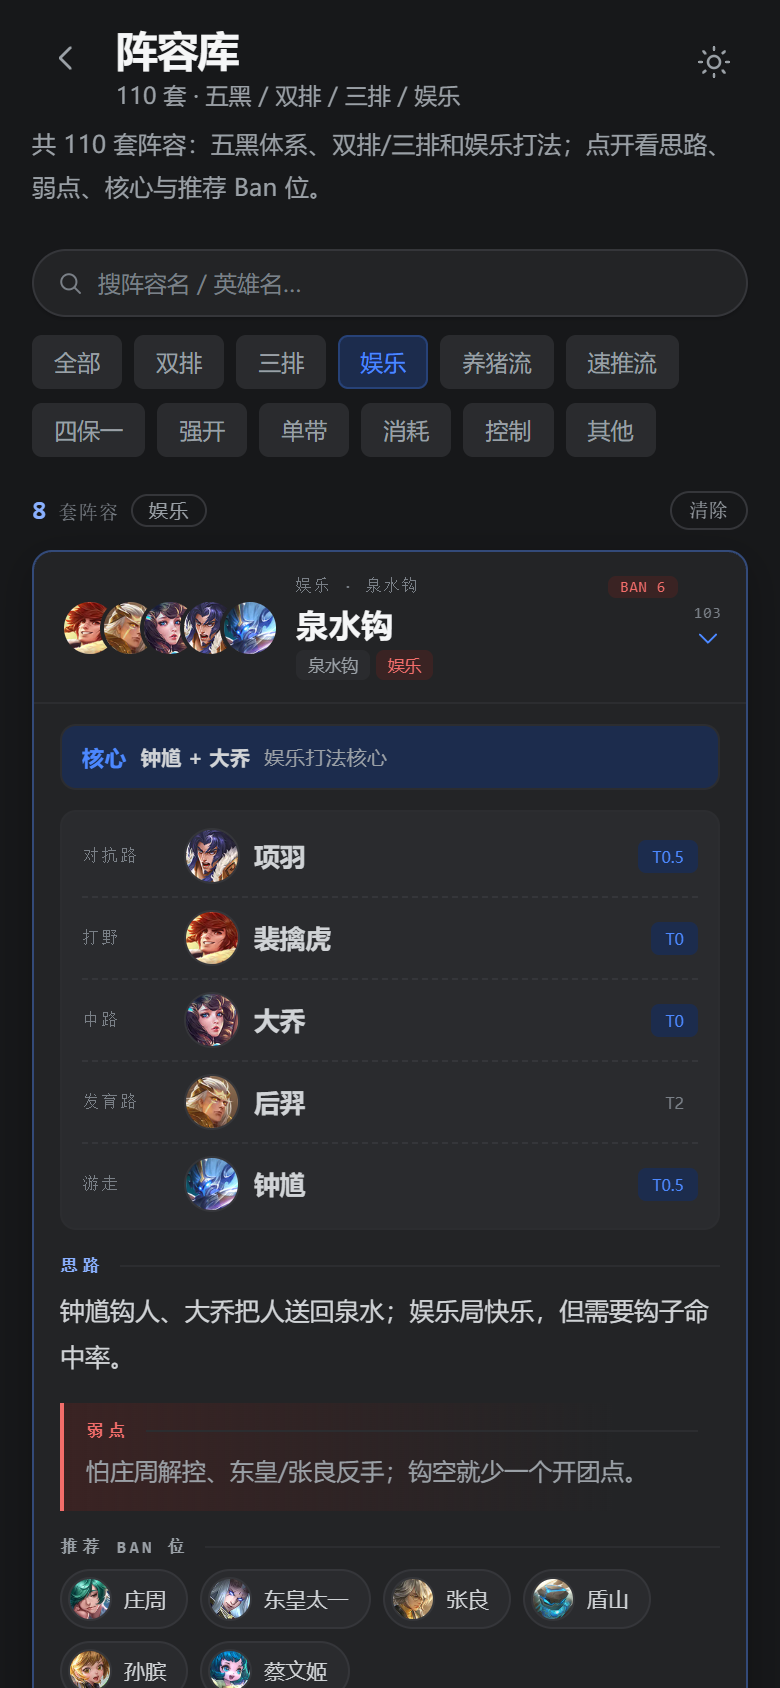 阵容库
110 套 · 五黑 / 双排 / 三排 / 娱乐
共 110 套阵容：五黑体系、双排/三排和娱乐打法；点开看思路、
弱点、核心与推荐 Ban 位。
搜阵容名 / 英雄名...
全部 双排 三排 娱乐 养猪流 速推流
四保一 强开 单带 消耗 控制 其他
8 套阵容 娱乐 清除
娱乐 · 泉水钩 BAN 6
103
泉水钩
泉水钩 娱乐
核心 钟馗 + 大乔 娱乐打法核心
对抗路 项羽 T0.5
打野 裴擒虎 T0
中路 大乔 T0
发育路 后羿 T2
游走 钟馗 T0.5
思路
钟馗钩人、大乔把人送回泉水；娱乐局快乐，但需要钩子命
中率。
弱点
怕庄周解控、东皇/张良反手；钩空就少一个开团点。
推荐 BAN 位
庄周 东皇太一 张良 盾山
孙膑 蔡文姬